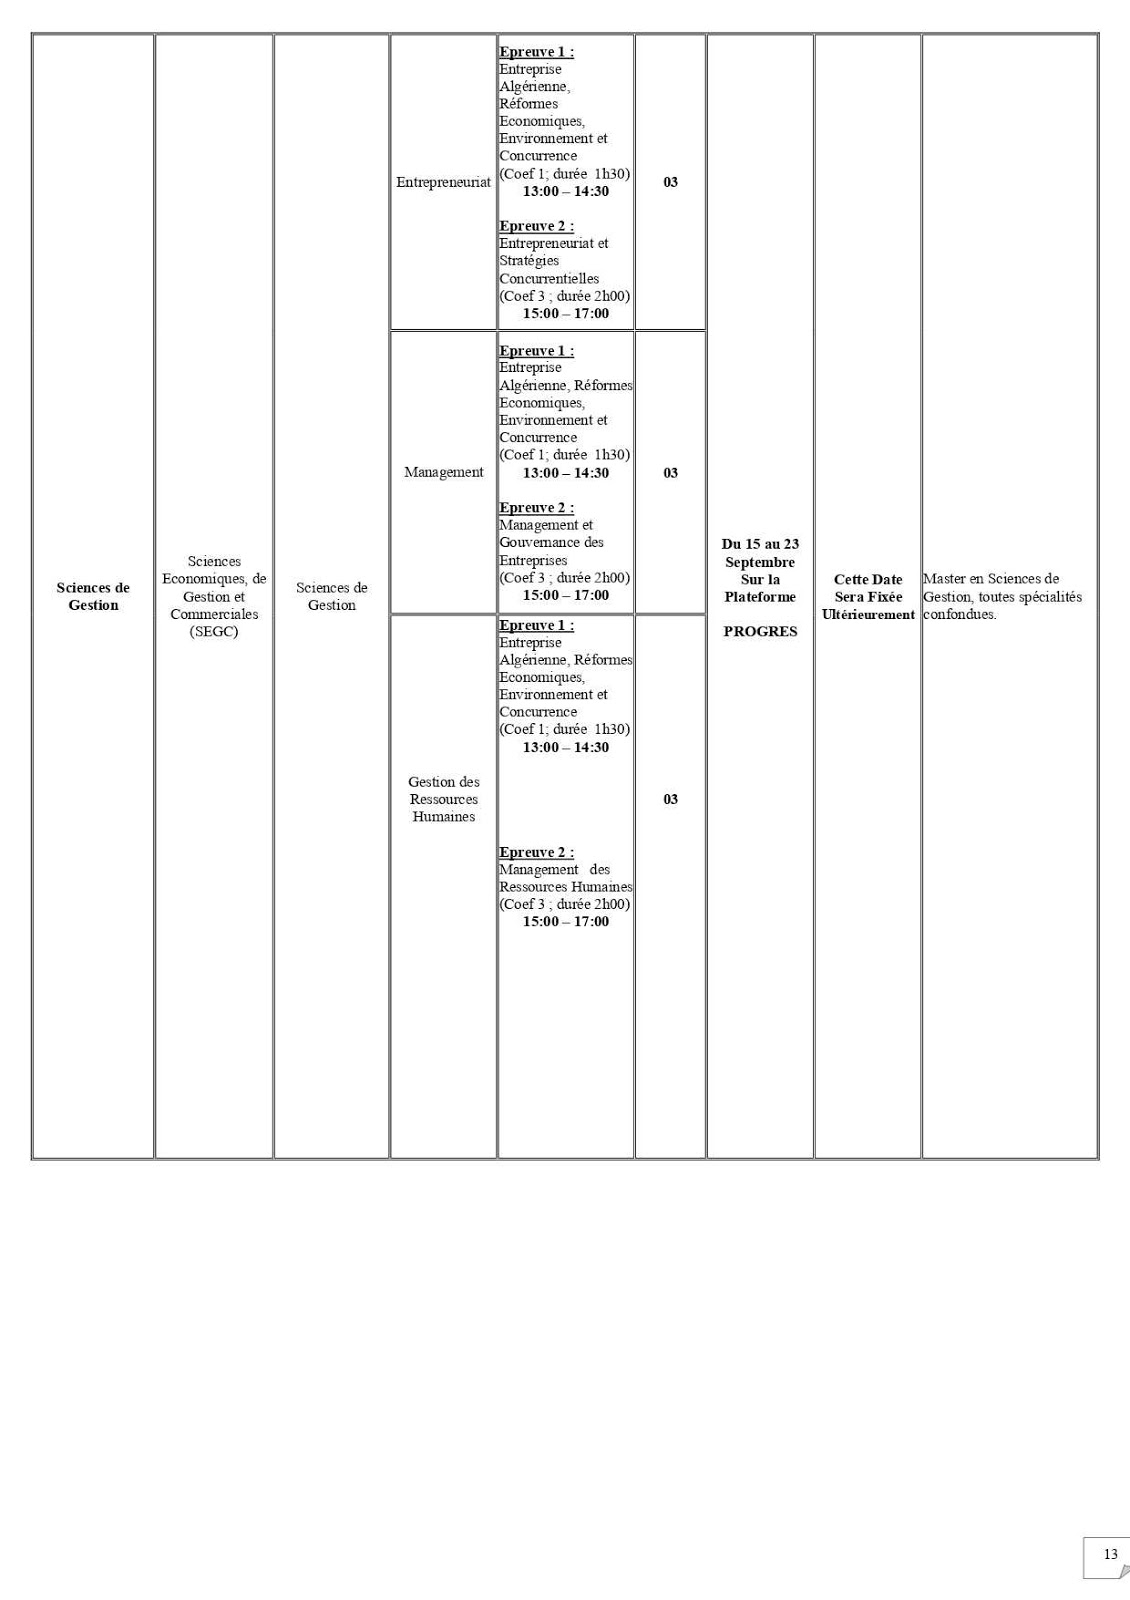 Sciences de
Gestion
Sciences
Economiques, de
Gestion et
Commerciales
(SEGC)
Sciences de
Gestion
Entrepreneuriat
Epreuve 1 :
Entreprise
Algérienne,
Réformes
Economiques,
Environnement et
Concurrence
(Coef 1; durée 1h30)
13:00 – 14:30
Epreuve 2 :
Entrepreneuriat et
Stratégies
Concurrentielles
(Coef 3 ; durée 2h00)
15:00 – 17:00
03
Management
Epreuve 1 :
Entreprise
Algérienne, Réformes
Economiques,
Environnement et
Concurrence
(Coef 1; durée 1h30)
13:00 – 14:30
Epreuve 2 :
Management et
Gouvernance des
Entreprises
(Coef 3 ; durée 2h00)
15:00 – 17:00
03
Gestion des
Ressources
Humaines
Epreuve 1 :
Entreprise
Algérienne, Réformes
Economiques,
Environnement et
Concurrence
(Coef 1; durée 1h30)
13:00 – 14:30
Epreuve 2 :
Management des
Ressources Humaines
(Coef 3 ; durée 2h00)
15:00 – 17:00
03
Du 15 au 23
Septembre
Sur la
Plateforme
PROGRES
Cette Date
Sera Fixée
Ultérieurement
Master en Sciences de
Gestion, toutes spécialités
confondues.
13